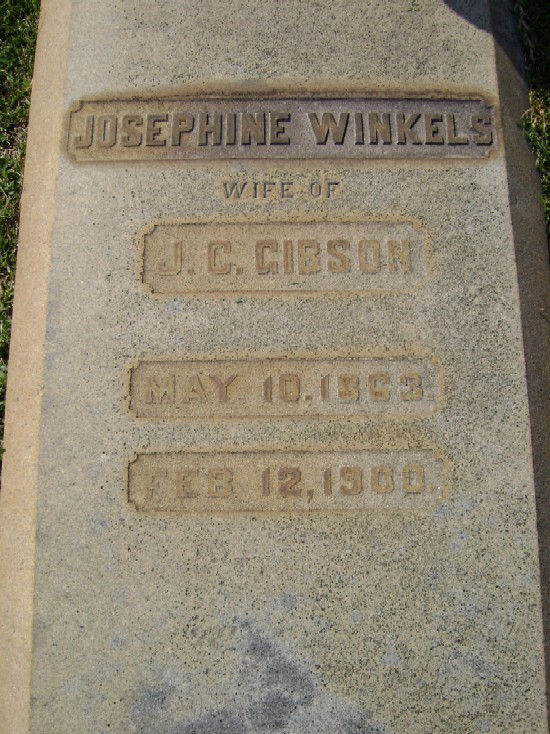 JOSEPHINE WINKELS
WIFE OF
J. C. GIBSON
MAY 10, 1863.
FEB 12, 1900.